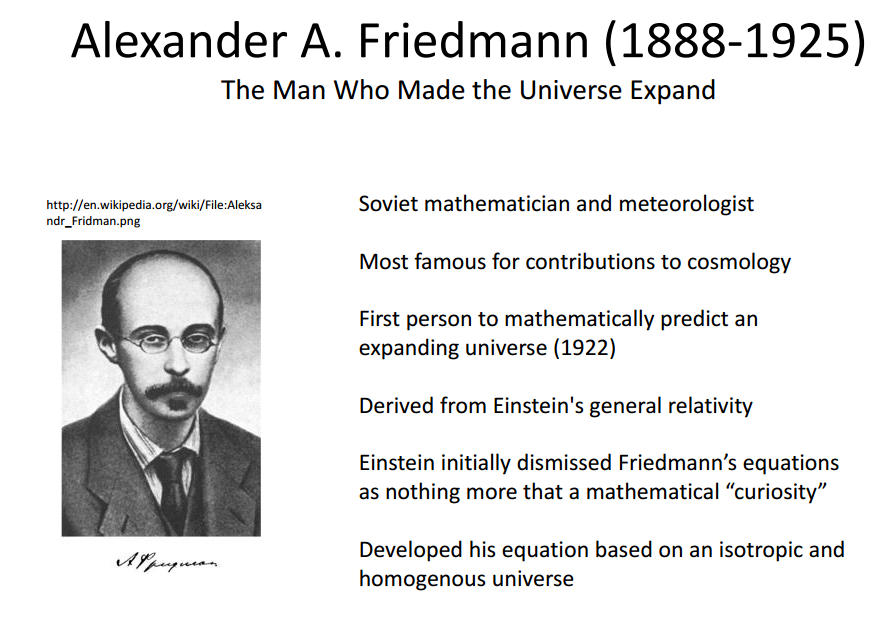 Alexander A. Friedmann (1888-1925)
The Man Who Made the Universe Expand
http://en.wikipedia.org/wiki/File:Aleksa
ndr_Fridman.png
Soviet mathematician and meteorologist
Most famous for contributions to cosmology
First person to mathematically predict an
expanding universe (1922)
Derived from Einstein's general relativity
Einstein initially dismissed Friedmann’s equations
as nothing more that a mathematical “curiosity”
Developed his equation based on an isotropic and
homogenous universe